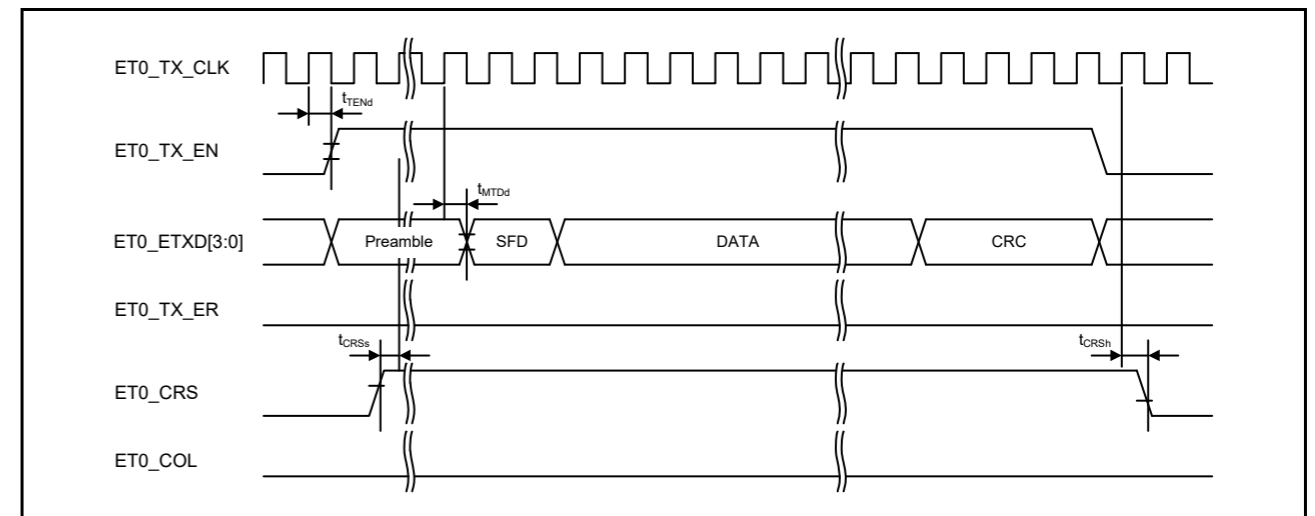 ET0_TX_CLK
tTENd
ET0_TX_EN
tMTDd
ET0_ETXD[3:0] Preamble SFD DATA CRC
ET0_TX_ER
tCRSs tCRSh
ET0_CRS
ET0_COL